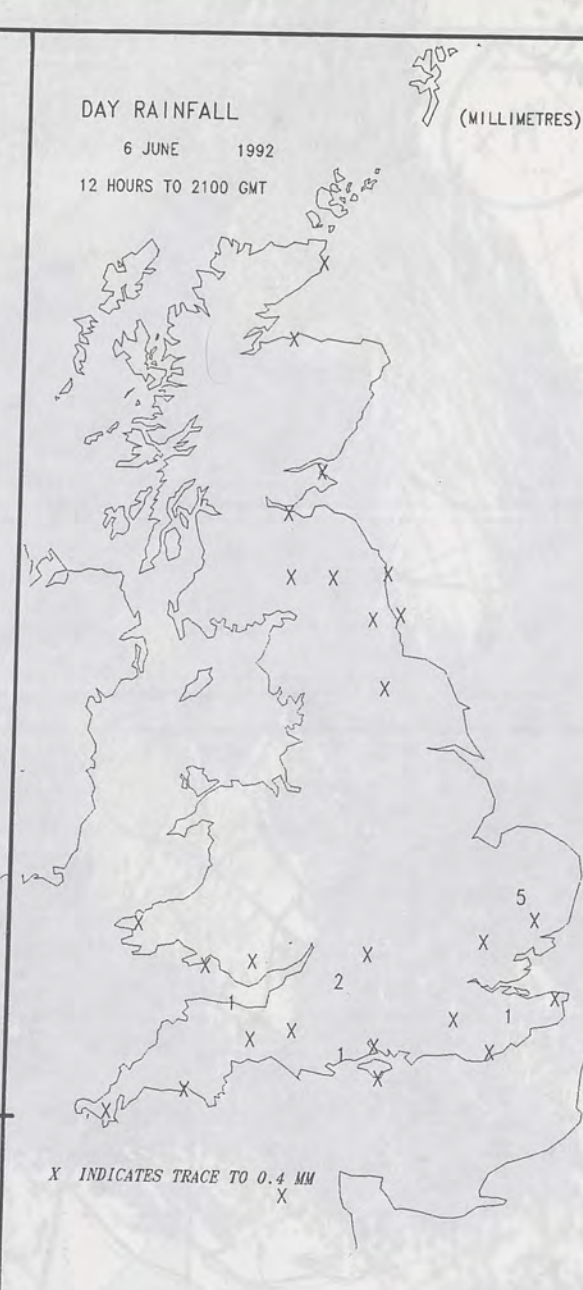 DAY RAINFALL
(MILLIMETRES)
6 JUNE 1992
12 HOURS TO 2100 GMT
X
X
X
X
X X X
X X
X
5
X X
X
X X X
2
1 X
X 1
X X
1 X X
X
X
X
X INDICATES TRACE TO 0.4 MM
X